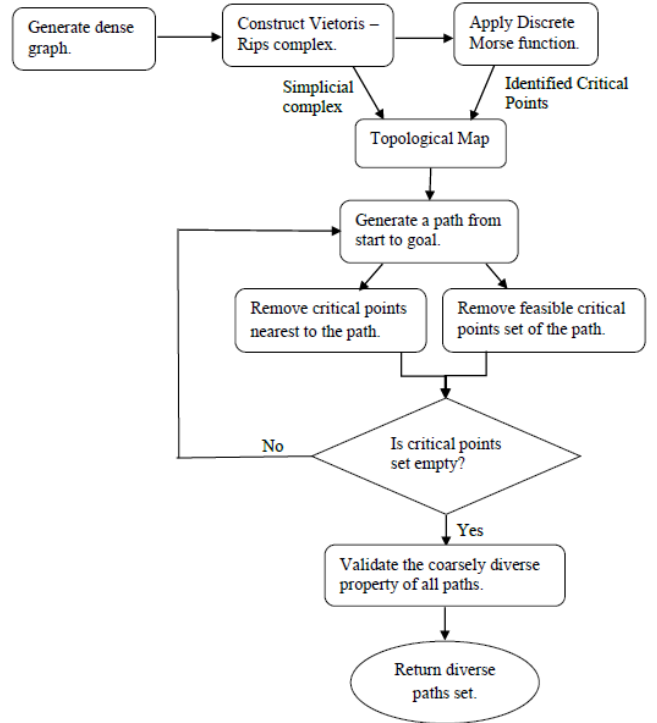 Generate dense
graph.
Construct Vietoris –
Rips complex.
Apply Discrete
Morse function.
Simplicial
complex
Identified Critical
Points
Topological Map
Generate a path from
start to goal.
Remove critical points
nearest to the path.
Remove feasible critical
points set of the path.
No
Is critical points
set empty?
Yes
Validate the coarsely diverse
property of all paths.
Return diverse
paths set.